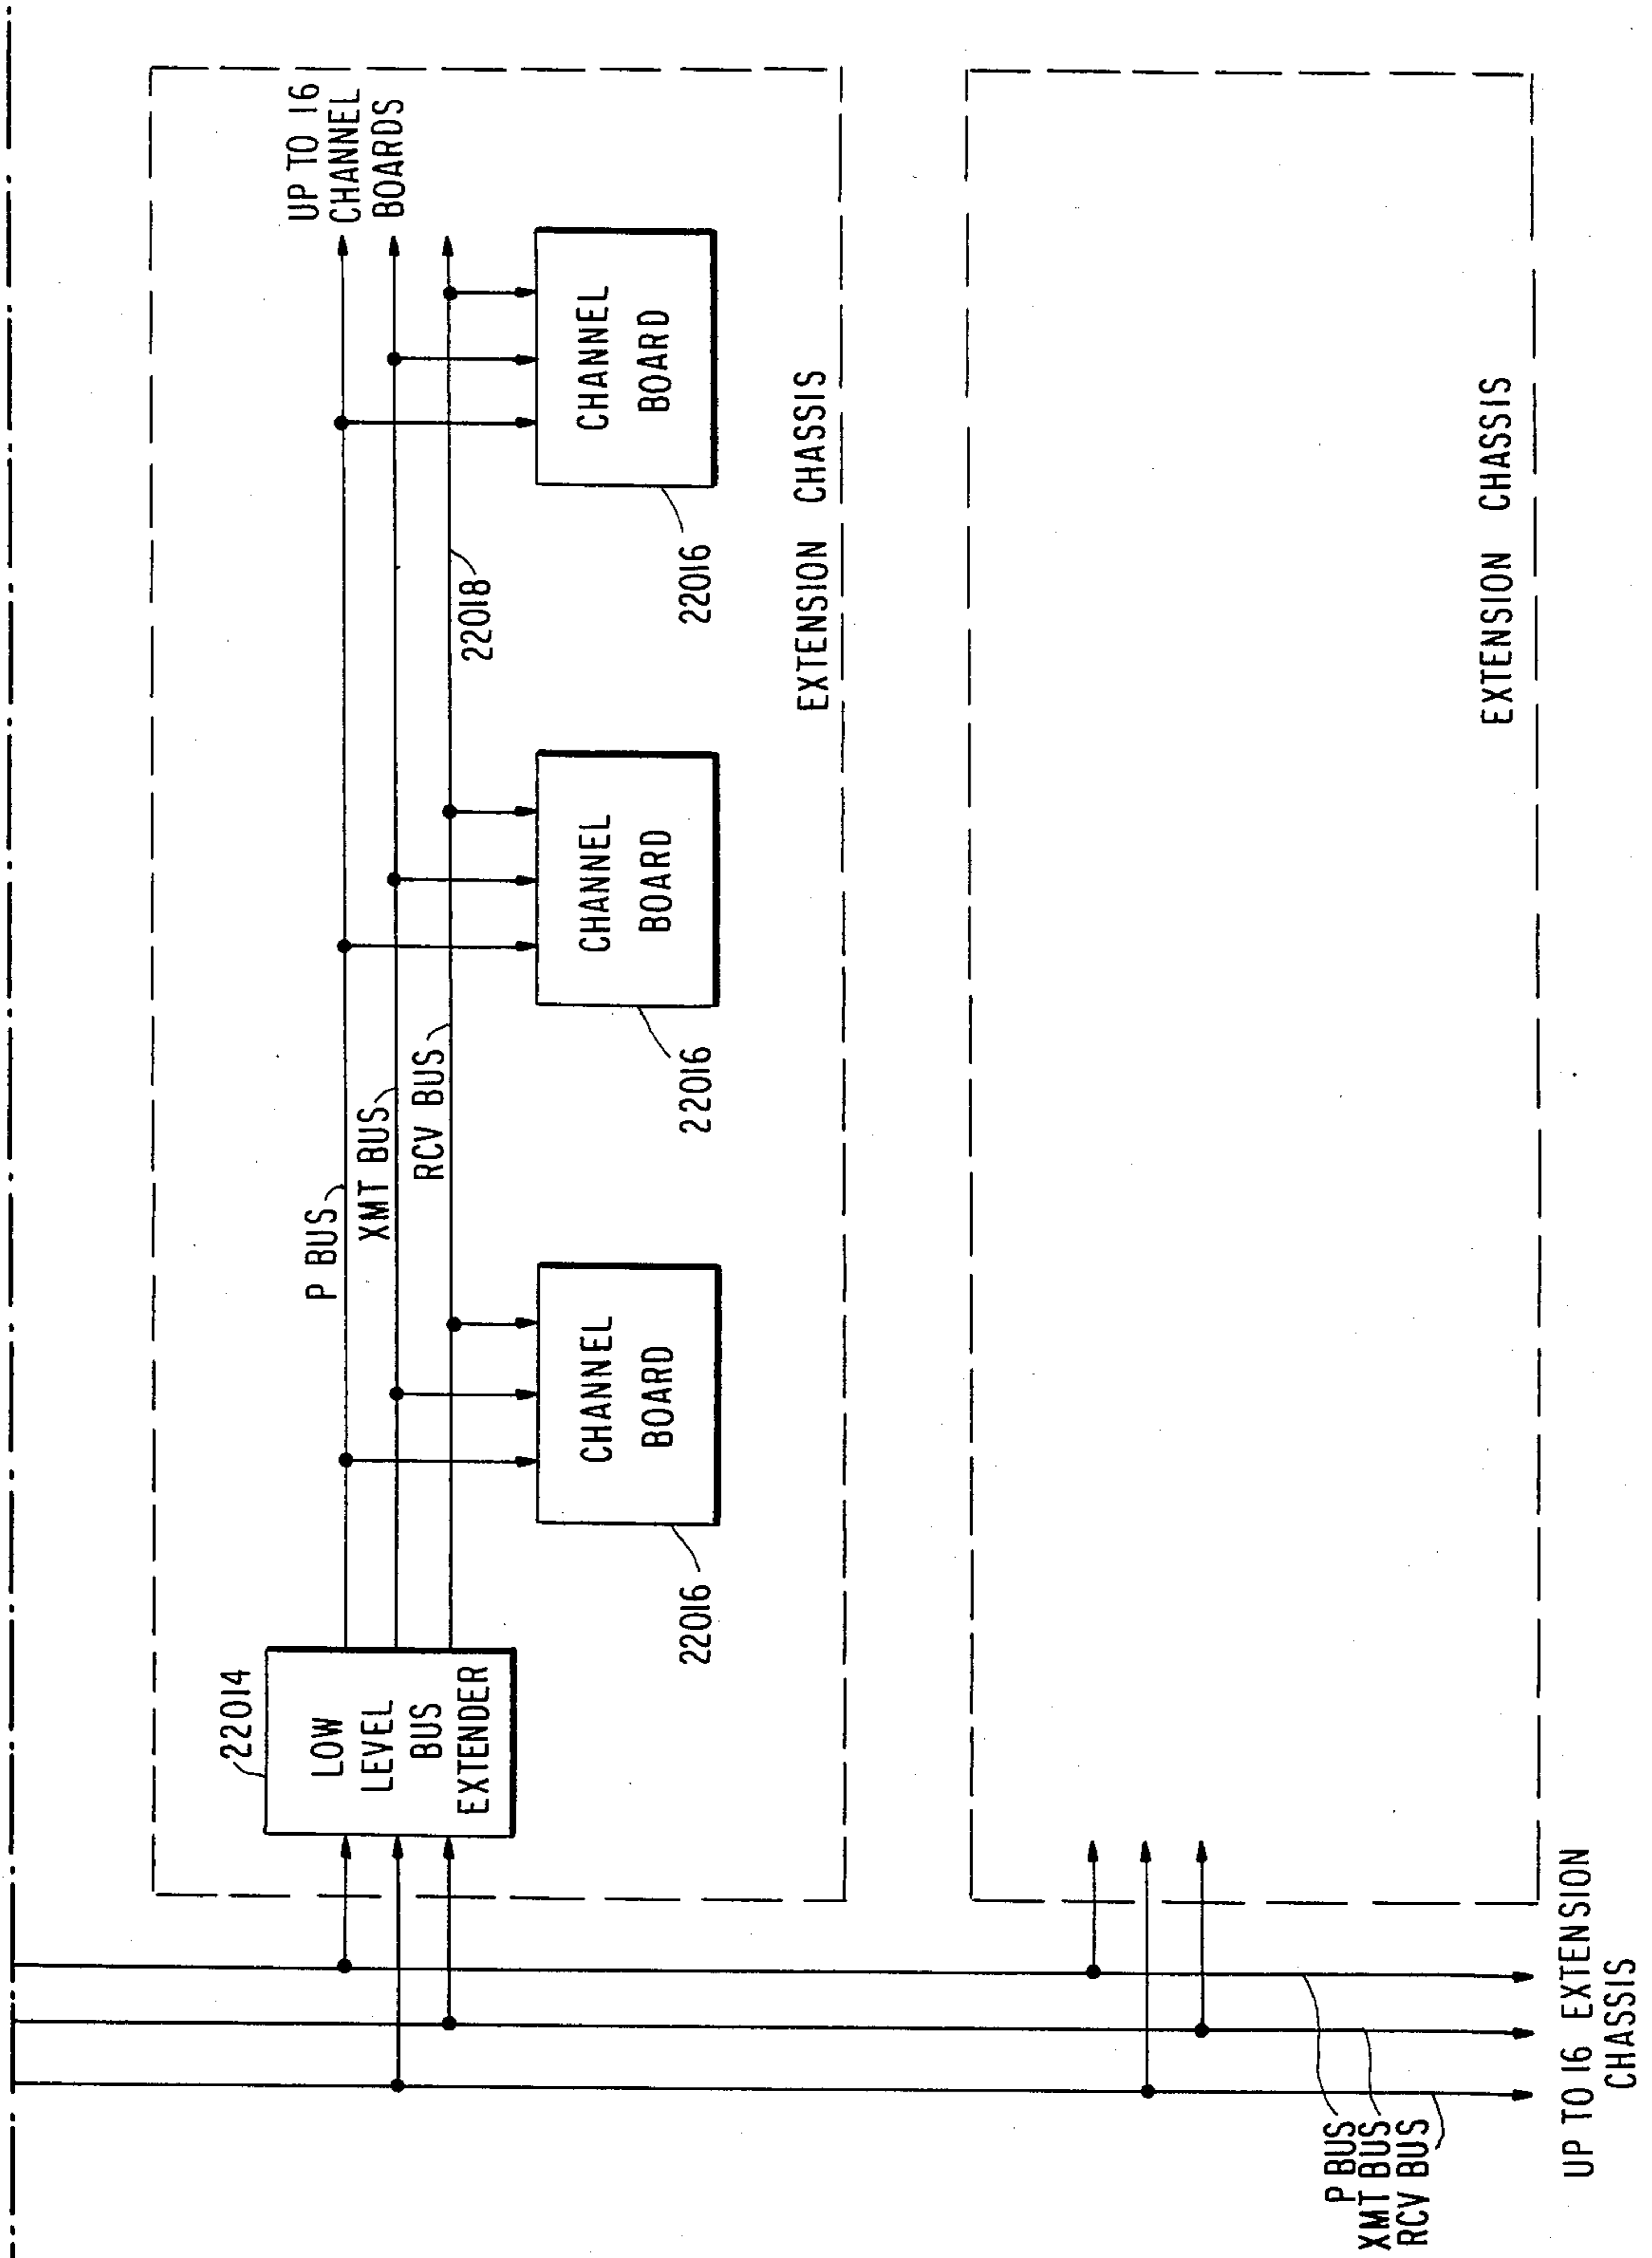 UP TO 16
CHANNEL
BOARDS
P BUS
XMT BUS
RCV BUS
22018
22014
LOW
LEVEL
BUS
EXTENDER
CHANNEL
BOARD
22016
CHANNEL
BOARD
22016
CHANNEL
BOARD
22016
EXTENSION CHASSIS
EXTENSION CHASSIS
P BUS
XMT BUS
RCV BUS
UP TO 16 EXTENSION
CHASSIS